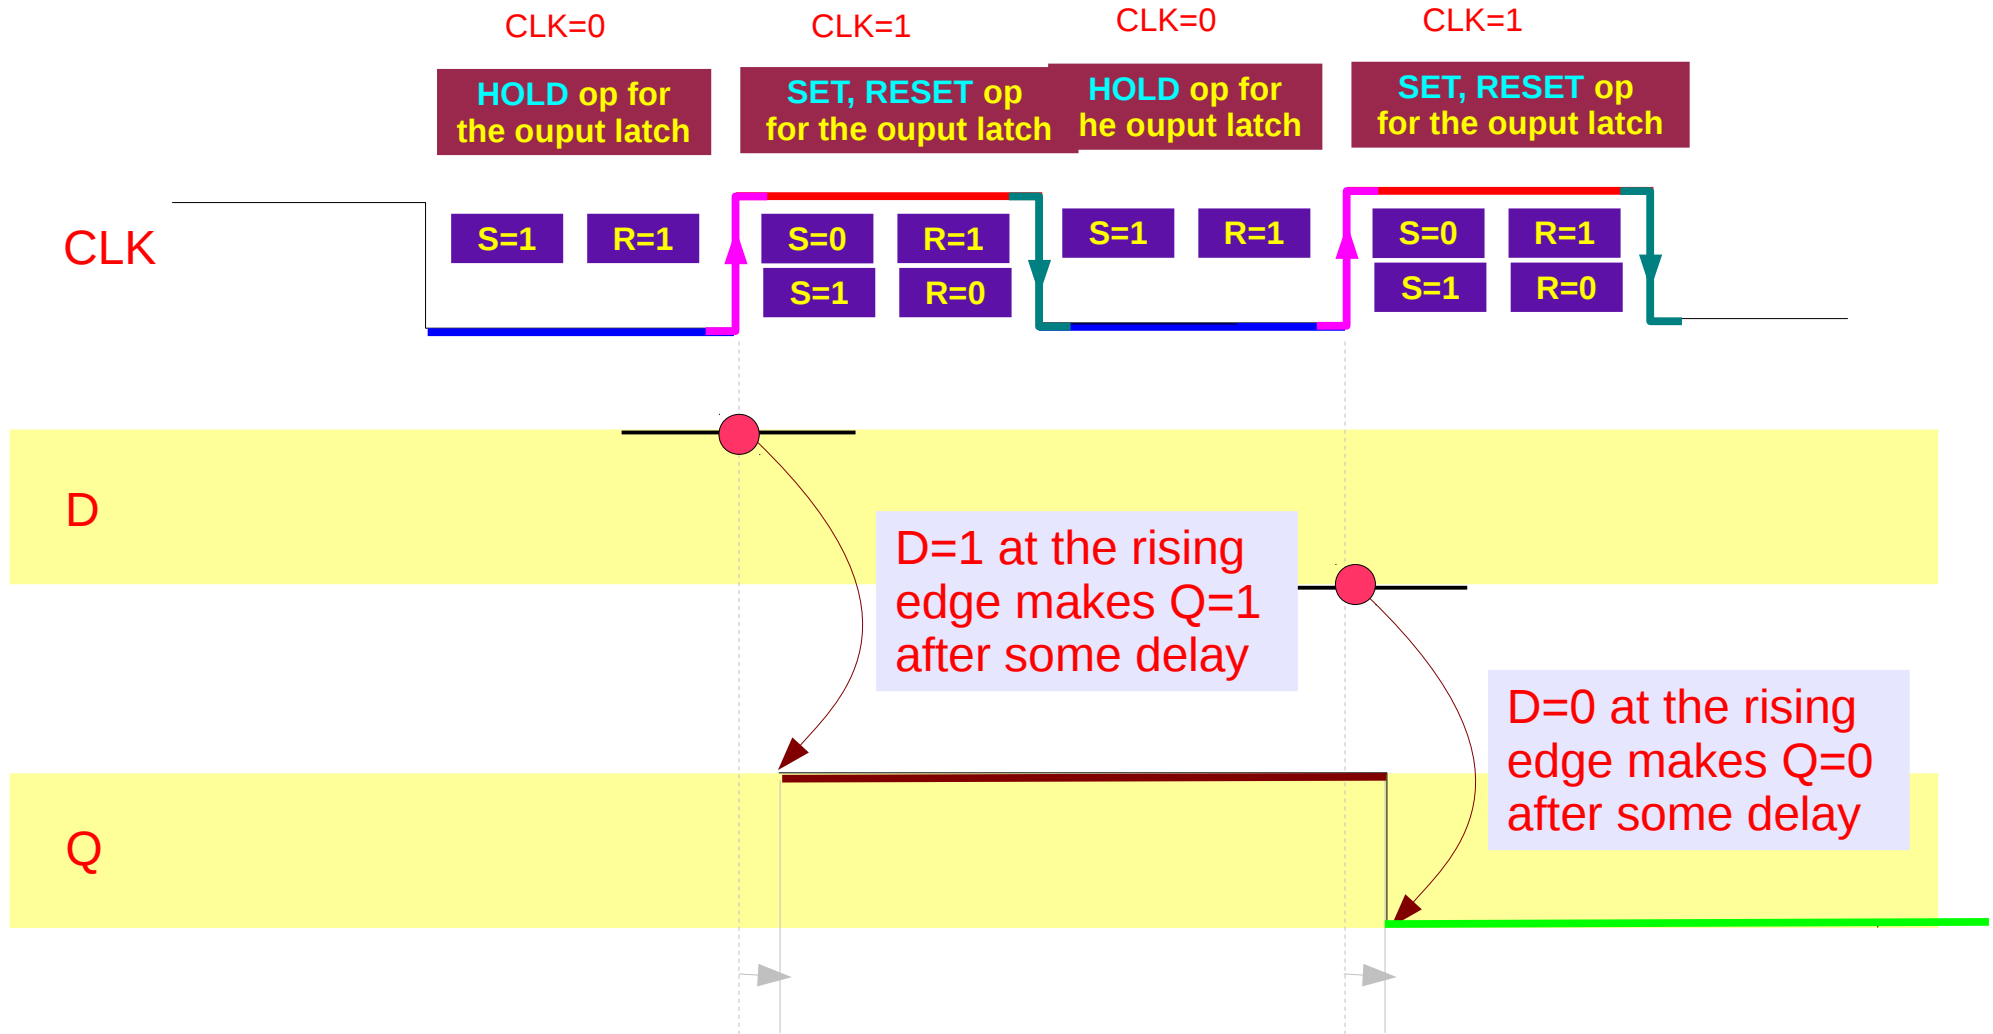 CLK=0
CLK=1
CLK=0
CLK=1
HOLD op for
the ouput latch
SET, RESET op
for the ouput latch
HOLD op for
he ouput latch
SET, RESET op
for the ouput latch
CLK
S=1 R=1
S=0 R=1
S=1 R=0
S=1 R=1
S=0 R=1
S=1 R=0
D
D=1 at the rising
edge makes Q=1
after some delay
D=0 at the rising
edge makes Q=0
after some delay
Q